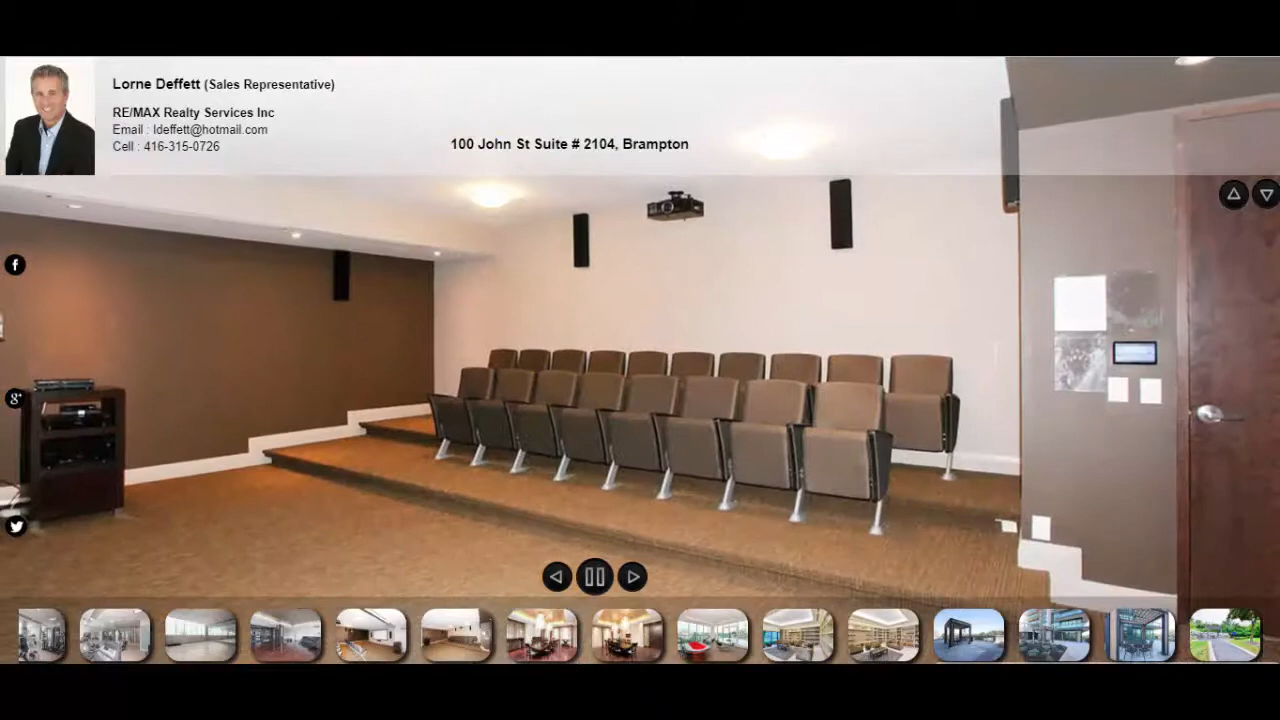 Lorne Deffett (Sales Representative)
RE/MAX Realty Services Inc
Email : ldeffett@hotmail.com
Cell : 416-315-0726
100 John St Suite # 2104, Brampton
f
g+